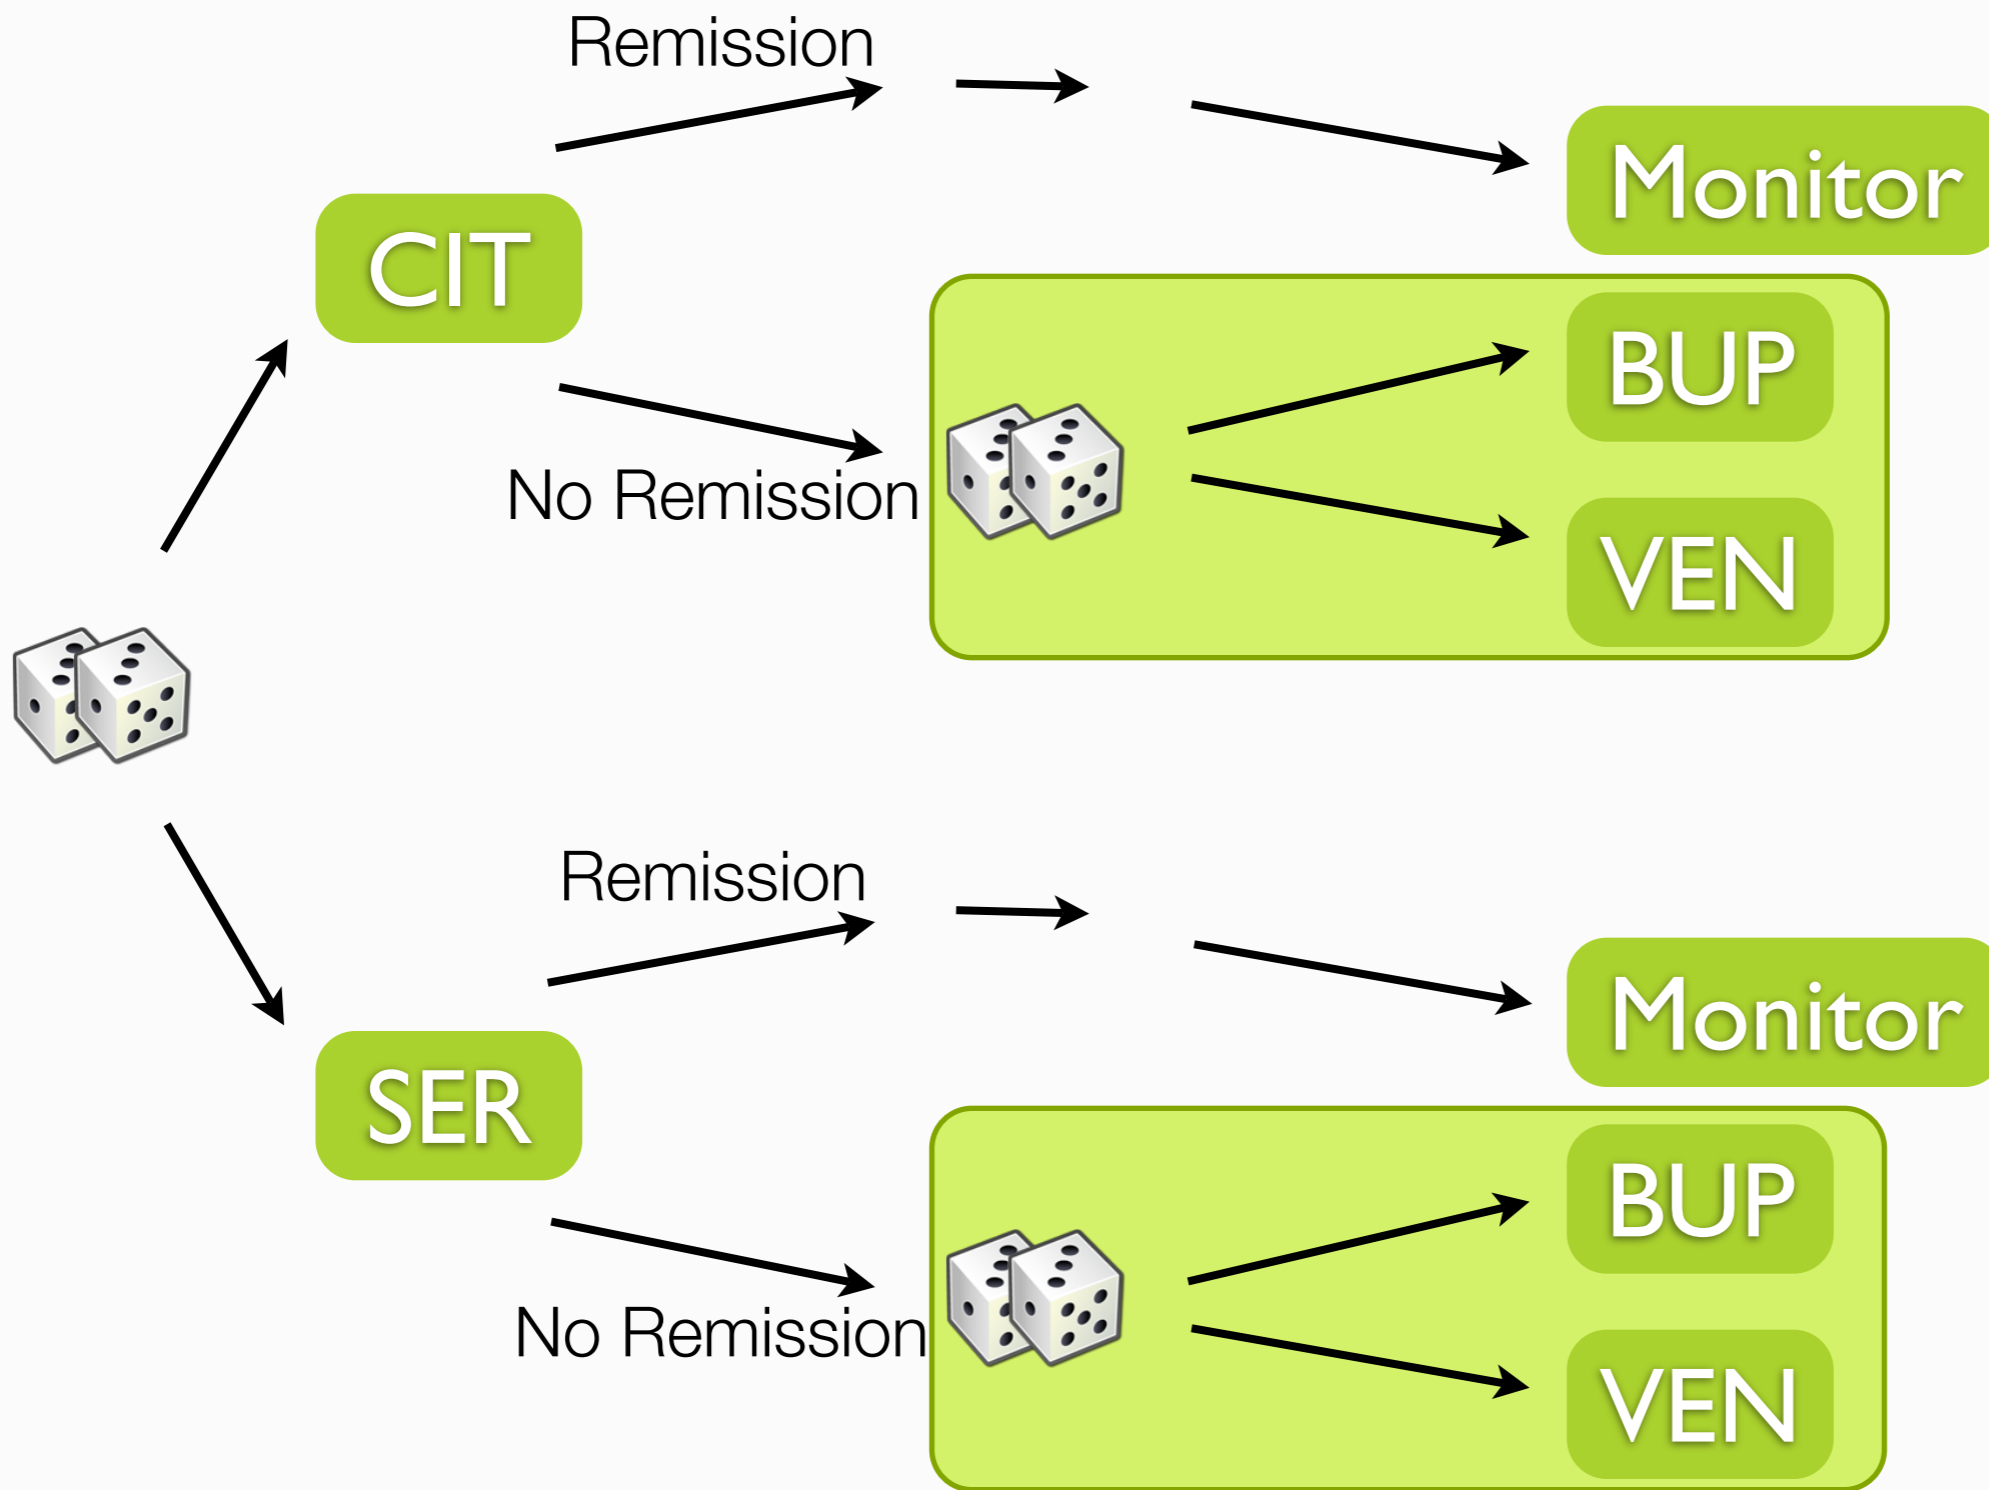 Remission
Monitor
CIT
BUP
No Remission
VEN
Remission
Monitor
SER
BUP
No Remission
VEN